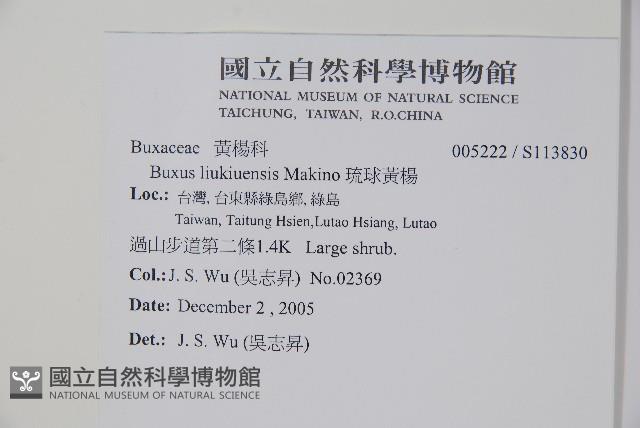 國立自然科學博物館
NATIONAL MUSEUM OF NATURAL SCIENCE
TAICHUNG, TAIWAN, R.O.CHINA
Buxaceae 黃楊科 005222 / S113830
Buxus liukiuensis Makino 琉球黃楊
Loc.: 台灣, 台東縣綠島鄉, 綠島
Taiwan, Taitung Hsien,Lutao Hsiang, Lutao
過山步道第二條1.4K Large shrub.
Col.:J. S. Wu (吳志昇) No.02369
Date: December 2 , 2005
Det.: J. S. Wu (吳志昇)
國立自然科學博物館
NATIONAL MUSEUM OF NATURAL SCIENCE